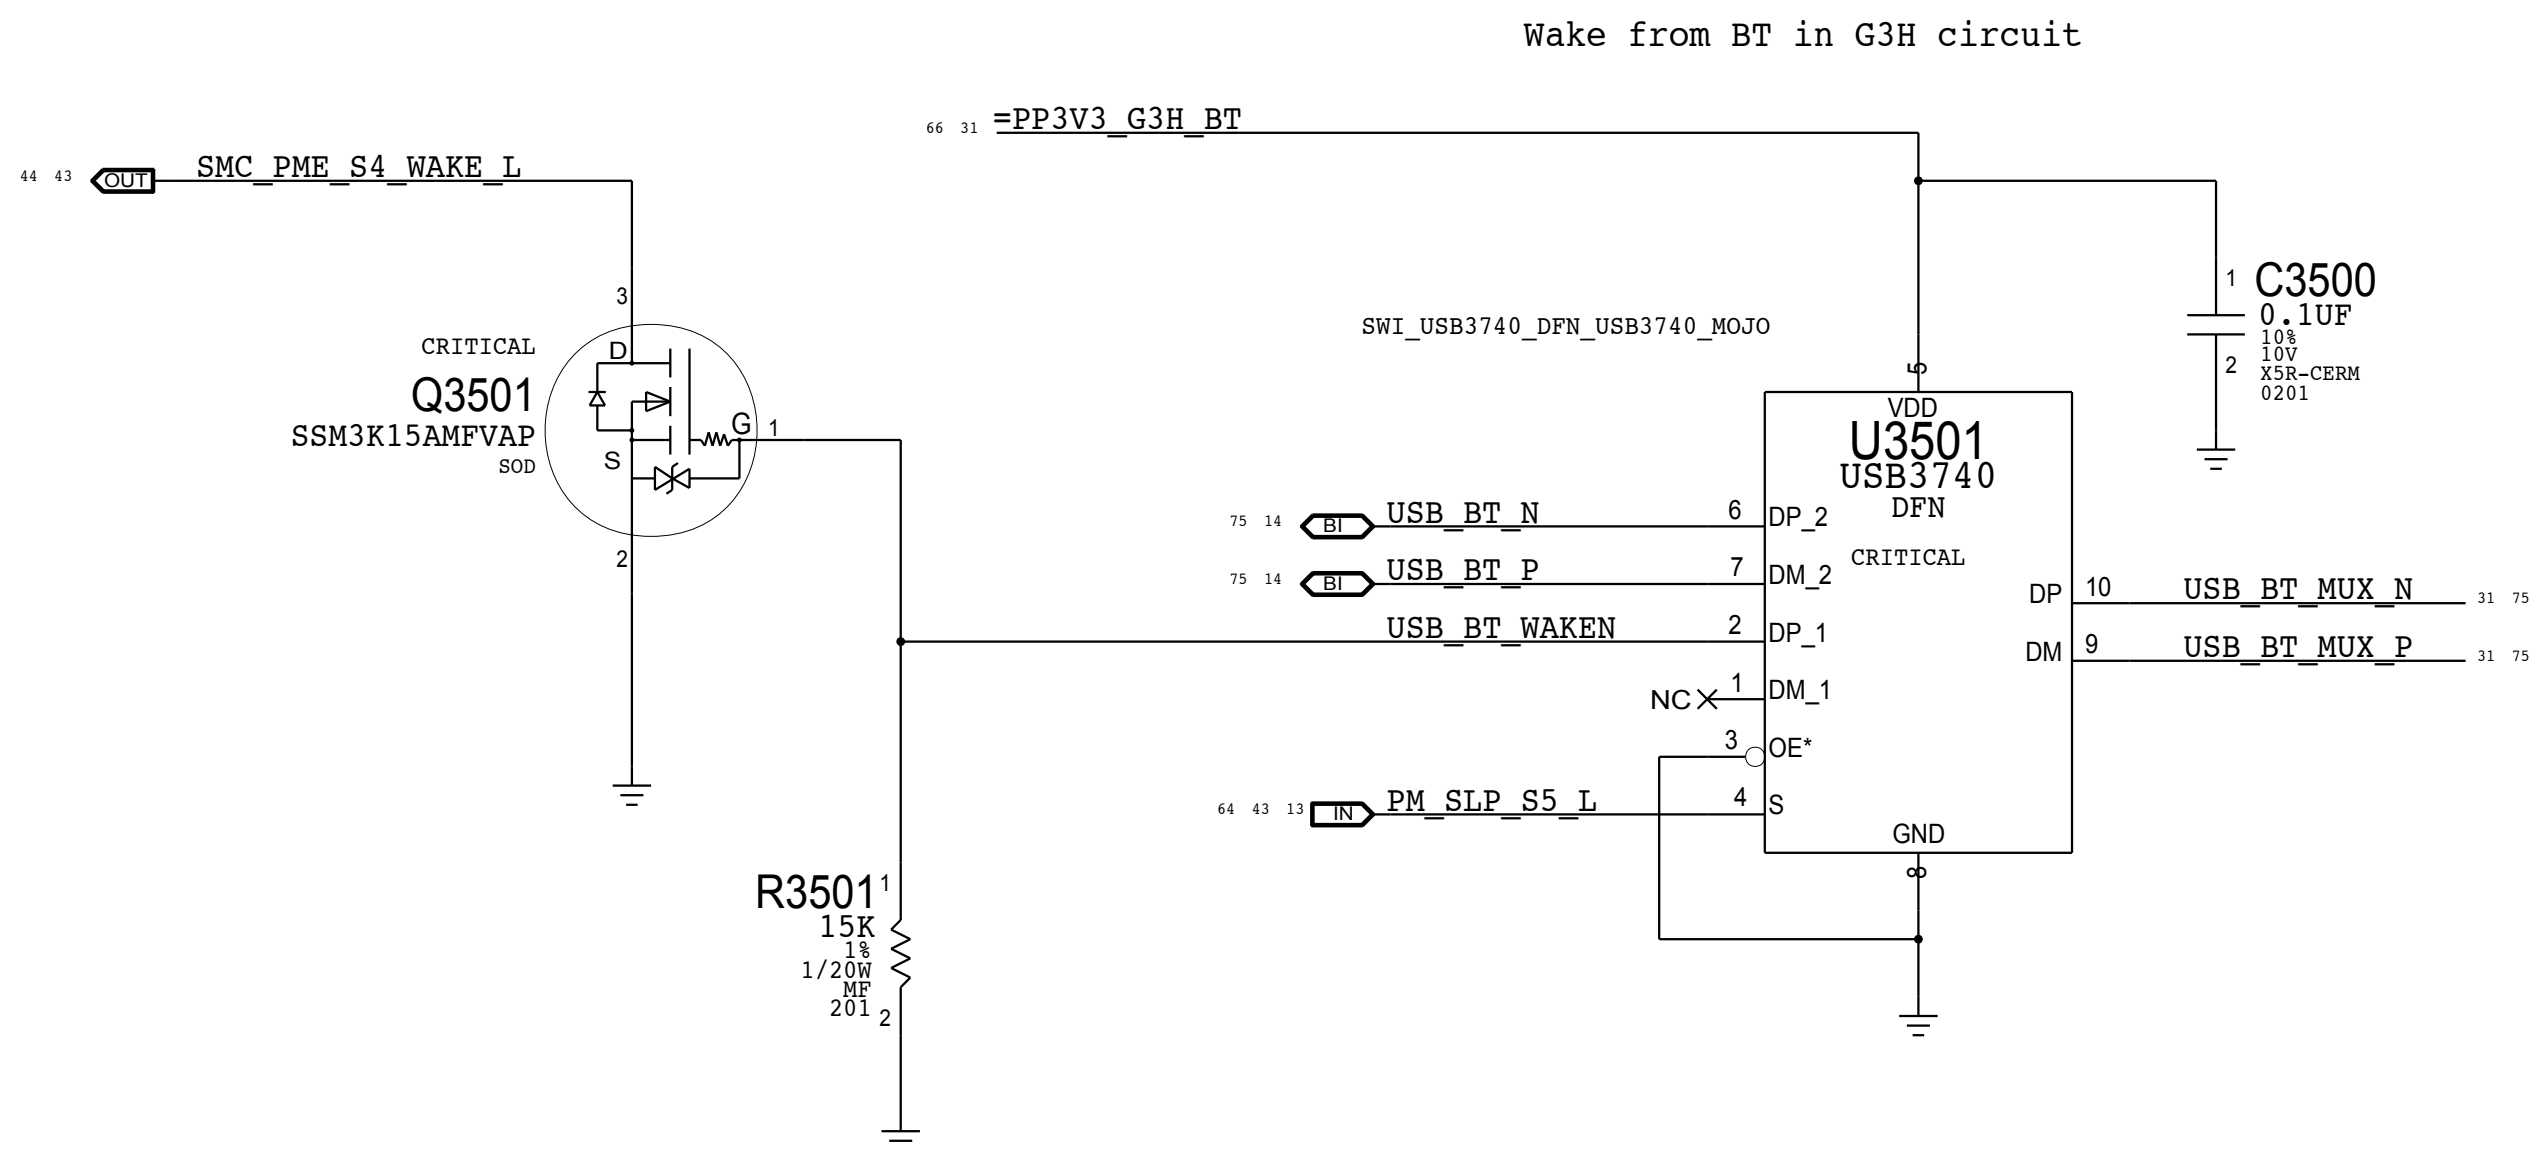 Wake from BT in G3H circuit
66 31 =PP3V3_G3H_BT
44 43 OUT SMC_PME_S4_WAKE_L
3
CRITICAL
Q3501
SSM3K15AMFVAP
SOD
D
S
G
1
2
SWI_USB3740_DFN_USB3740_MOJO
1
C3500
0.1UF
10%
10V
X5R-CERM
0201
2
5
VDD
U3501
USB3740
DFN
CRITICAL
75 14 BI USB_BT_N 6 DP_2
75 14 BI USB_BT_P 7 DM_2
USB_BT_WAKEN 2 DP_1
NC 1 DM_1
3 OE*
64 43 13 IN PM_SLP_S5_L 4 S
DP 10 USB_BT_MUX_N 31 75
DM 9 USB_BT_MUX_P 31 75
GND
8
R3501
1
15K
1%
1/20W
MF
201
2